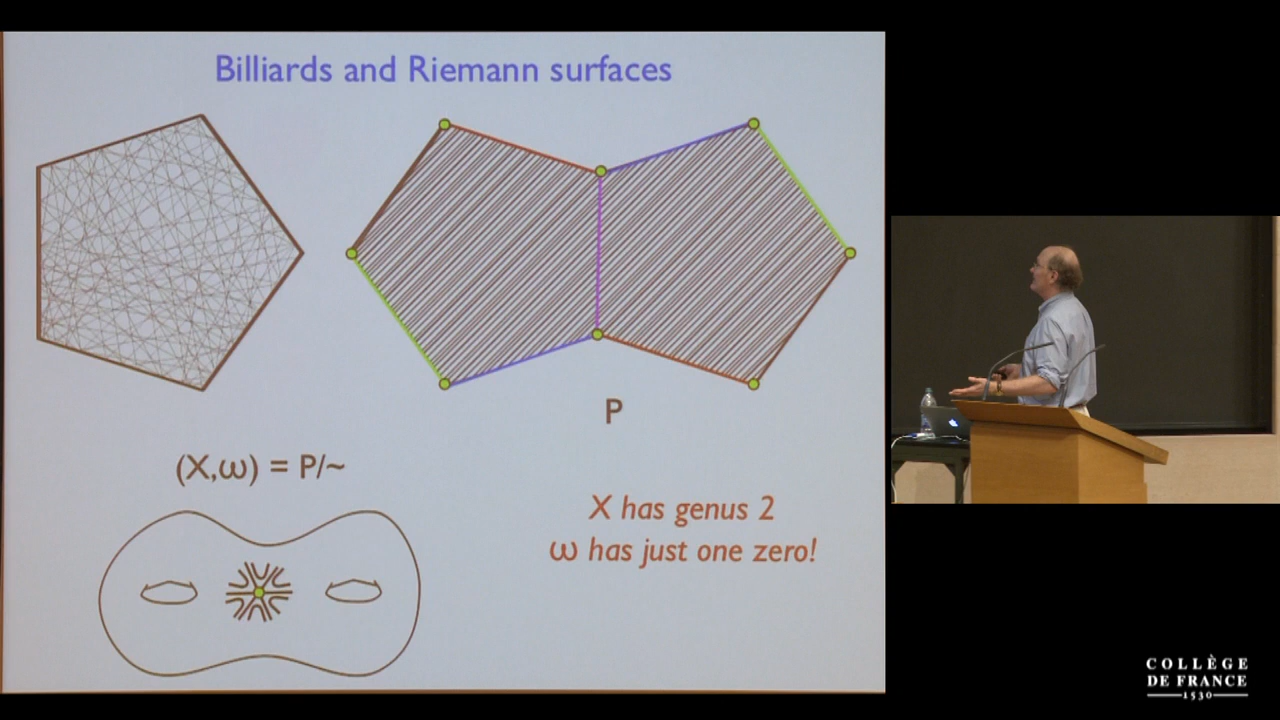 Billiards and Riemann surfaces
P
(X,ω) = P/~
X has genus 2
ω has just one zero!
COLLÈGE
DE FRANCE
1530